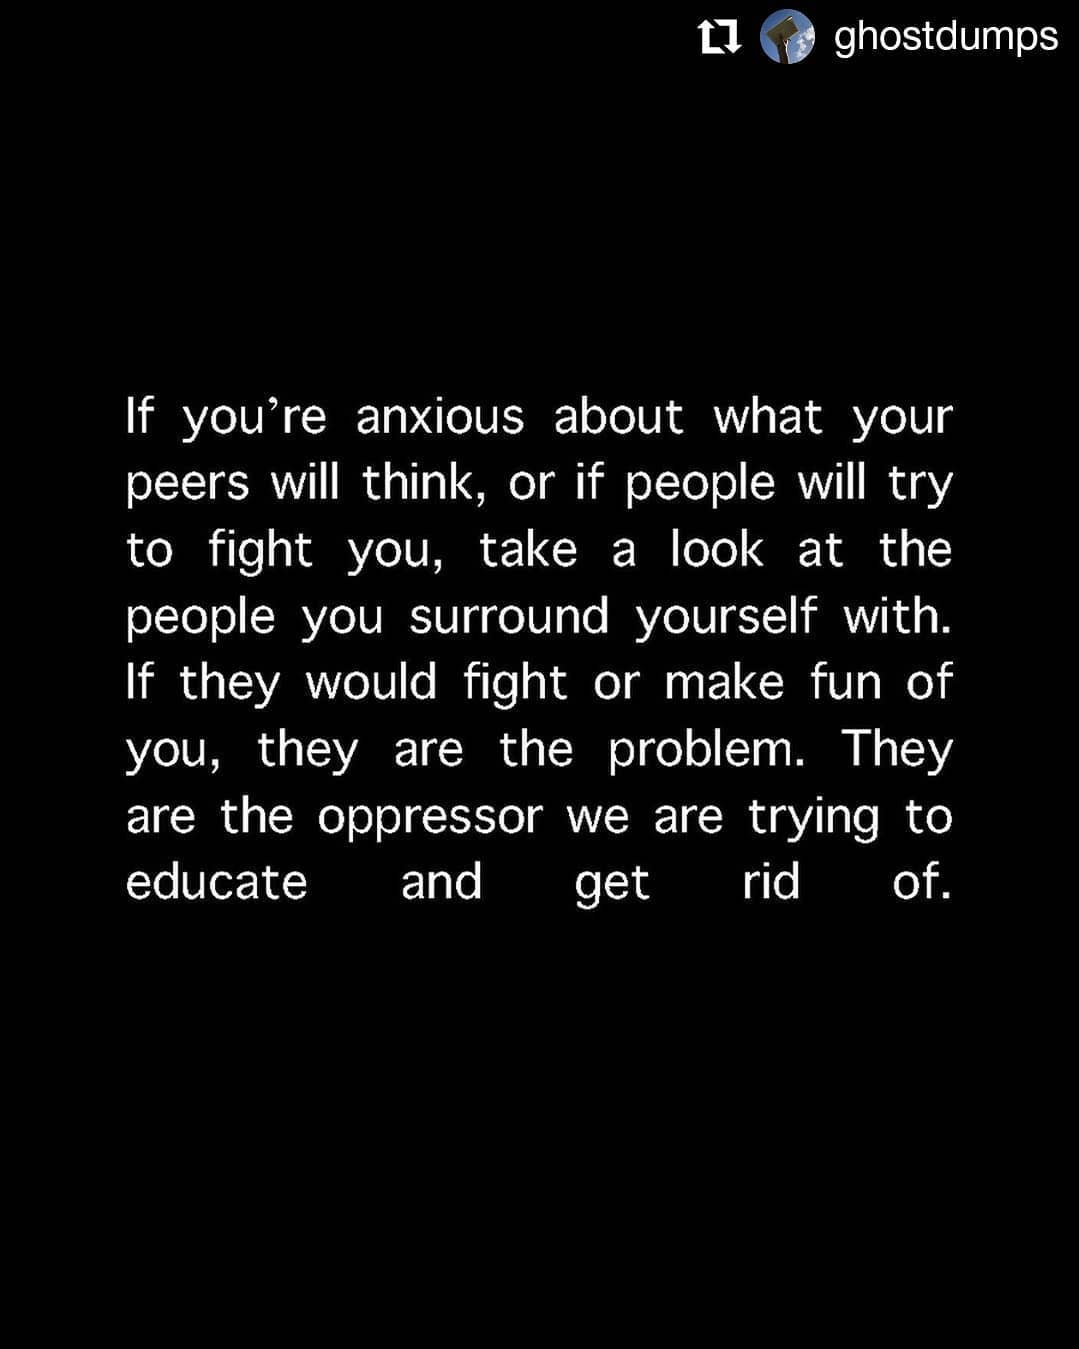 ghostdumps
If you’re anxious about what your
peers will think, or if people will try
to fight you, take a look at the
people you surround yourself with.
If they would fight or make fun of
you, they are the problem. They
are the oppressor we are trying to
educate and get rid of.